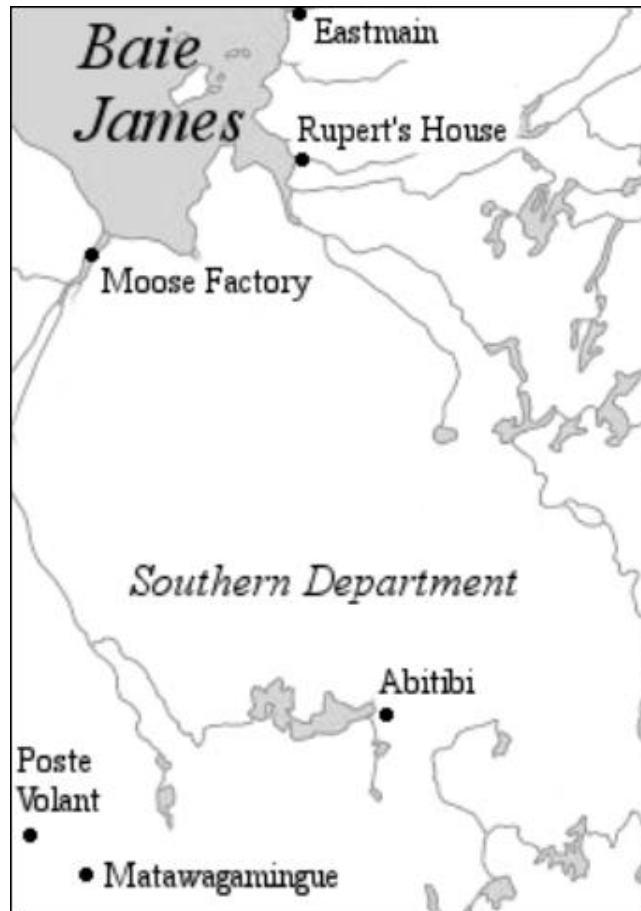 Eastmain
Baie
James
Rupert's House
Moose Factory
Southern Department
Abitibi
Poste
Volant
Matawagamingue